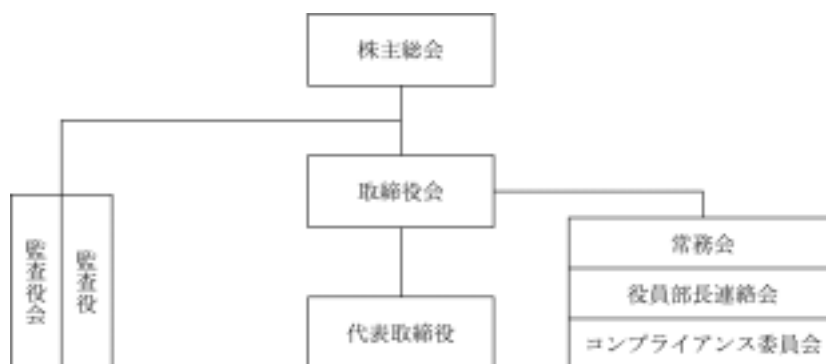 株主総会
取締役会
監査役会
監査役
常務会
役員部長連絡会
代表取締役
コンプライアンス委員会